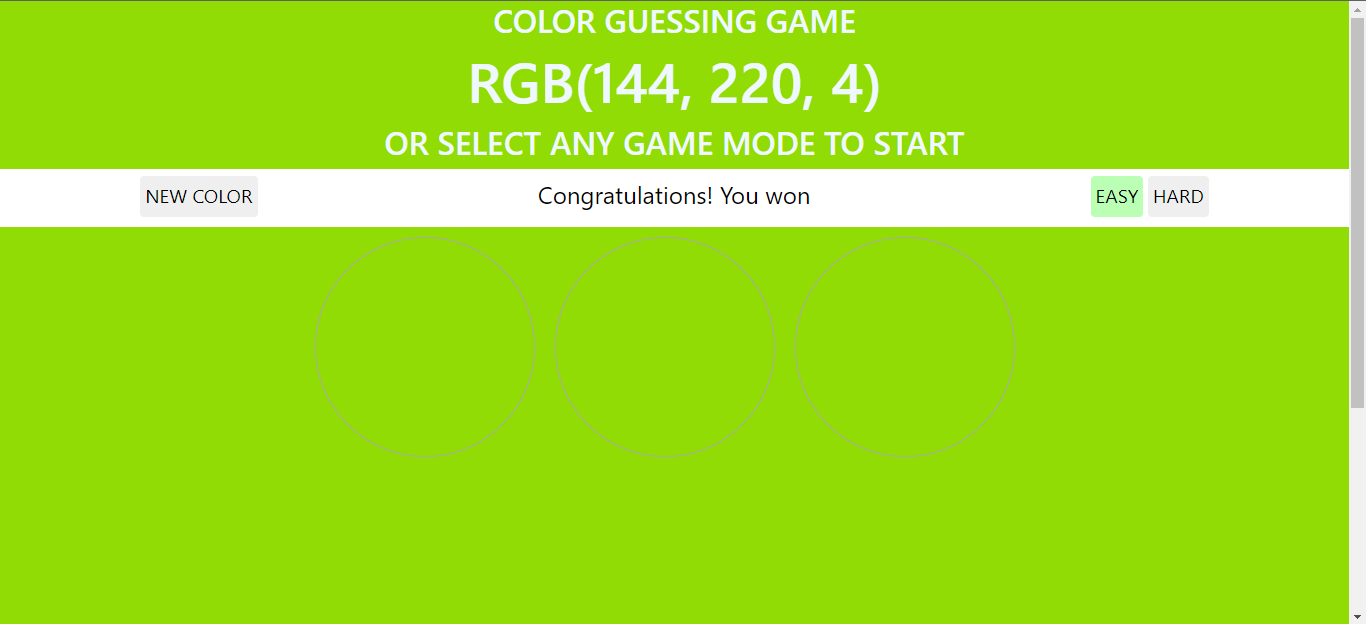 COLOR GUESSING GAME
RGB(144, 220, 4)
OR SELECT ANY GAME MODE TO START
NEW COLOR Congratulations! You won EASY HARD